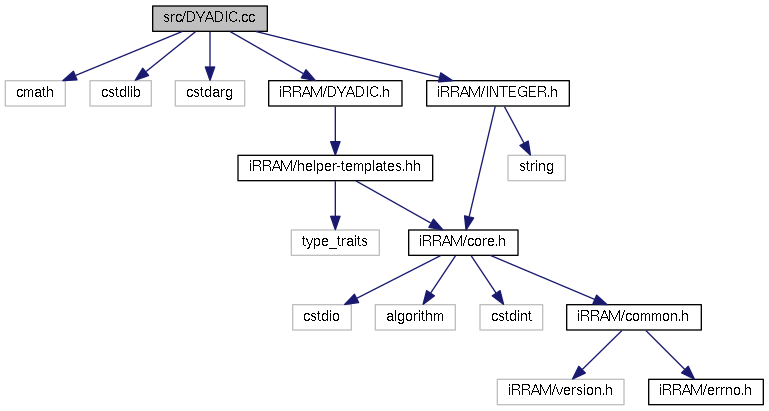 src/DYADIC.cc
cmath
cstdlib
cstdarg
iRRAM/DYADIC.h
iRRAM/INTEGER.h
iRRAM/helper-templates.hh
string
type_traits
iRRAM/core.h
cstdio
algorithm
cstdint
iRRAM/common.h
iRRAM/version.h
iRRAM/errno.h